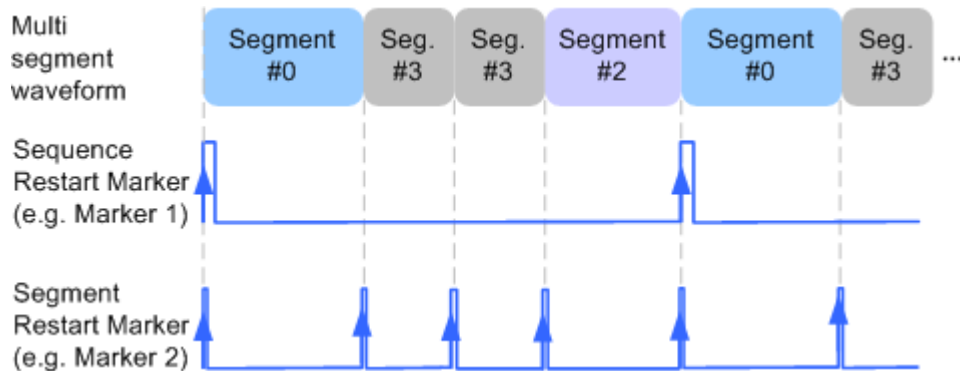 Multi
segment
waveform
Segment
#0
Seg.
#3
Seg.
#3
Segment
#2
Segment
#0
Seg.
#3
...
Sequence
Restart Marker
(e.g. Marker 1)
Segment
Restart Marker
(e.g. Marker 2)